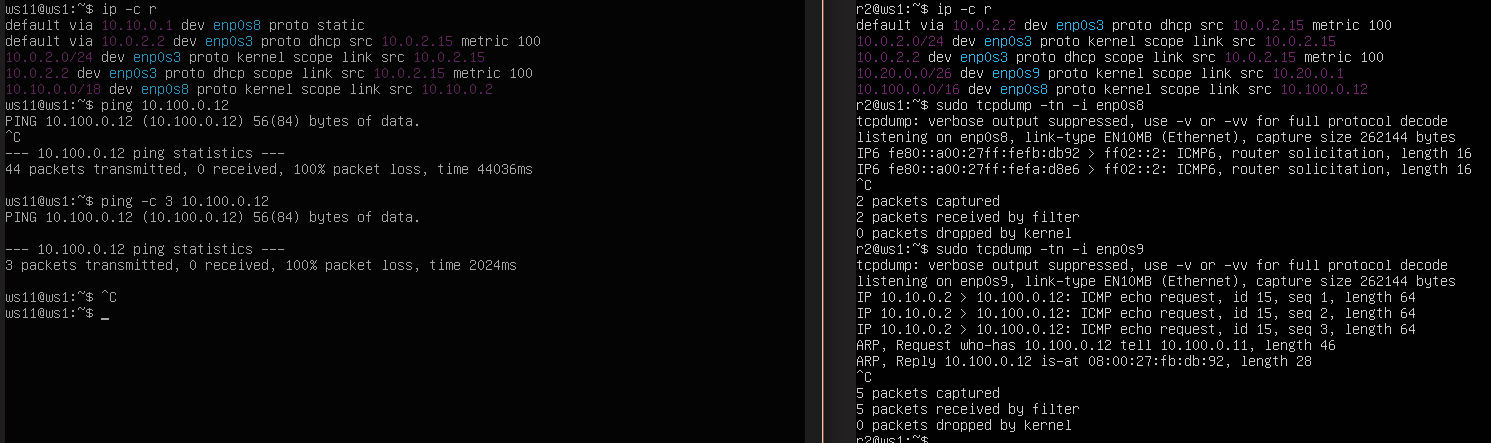 ws11@ws1:~$ ip -c r
default via 10.10.0.1 dev enp0s8 proto static
default via 10.0.2.2 dev enp0s3 proto dhcp src 10.0.2.15 metric 100
10.0.2.0/24 dev enp0s3 proto kernel scope link src 10.0.2.15
10.0.2.2 dev enp0s3 proto dhcp scope link src 10.0.2.15 metric 100
10.10.0.0/18 dev enp0s8 proto kernel scope link src 10.10.0.2
ws11@ws1:~$ ping 10.100.0.12
PING 10.100.0.12 (10.100.0.12) 56(84) bytes of data.
^C
--- 10.100.0.12 ping statistics ---
44 packets transmitted, 0 received, 100% packet loss, time 44036ms
ws11@ws1:~$ ping -c 3 10.100.0.12
PING 10.100.0.12 (10.100.0.12) 56(84) bytes of data.
--- 10.100.0.12 ping statistics ---
3 packets transmitted, 0 received, 100% packet loss, time 2024ms
ws11@ws1:~$ ^C
ws11@ws1:~$ _
r2@ws1:~$ ip -c r
default via 10.0.2.2 dev enp0s3 proto dhcp src 10.0.2.15 metric 100
10.0.2.0/24 dev enp0s3 proto kernel scope link src 10.0.2.15
10.0.2.2 dev enp0s3 proto dhcp scope link src 10.0.2.15 metric 100
10.20.0.0/26 dev enp0s9 proto kernel scope link src 10.20.0.1
10.100.0.0/16 dev enp0s8 proto kernel scope link src 10.100.0.12
r2@ws1:~$ sudo tcpdump -tn -i enp0s8
tcpdump: verbose output suppressed, use -v or -vv for full protocol decode
listening on enp0s8, link-type EN10MB (Ethernet), capture size 262144 bytes
IP6 fe80::a00:27ff:fefb:db92 > ff02::2: ICMP6, router solicitation, length 16
IP6 fe80::a00:27ff:fefa:d8e6 > ff02::2: ICMP6, router solicitation, length 16
^C
2 packets captured
2 packets received by filter
0 packets dropped by kernel
r2@ws1:~$ sudo tcpdump -tn -i enp0s9
tcpdump: verbose output suppressed, use -v or -vv for full protocol decode
listening on enp0s9, link-type EN10MB (Ethernet), capture size 262144 bytes
IP 10.10.0.2 > 10.100.0.12: ICMP echo request, id 15, seq 1, length 64
IP 10.10.0.2 > 10.100.0.12: ICMP echo request, id 15, seq 2, length 64
IP 10.10.0.2 > 10.100.0.12: ICMP echo request, id 15, seq 3, length 64
ARP, Request who-has 10.100.0.12 tell 10.100.0.11, length 46
ARP, Reply 10.100.0.12 is-at 08:00:27:fb:db:92, length 28
^C
5 packets captured
5 packets received by filter
0 packets dropped by kernel
r2@ws1:~$